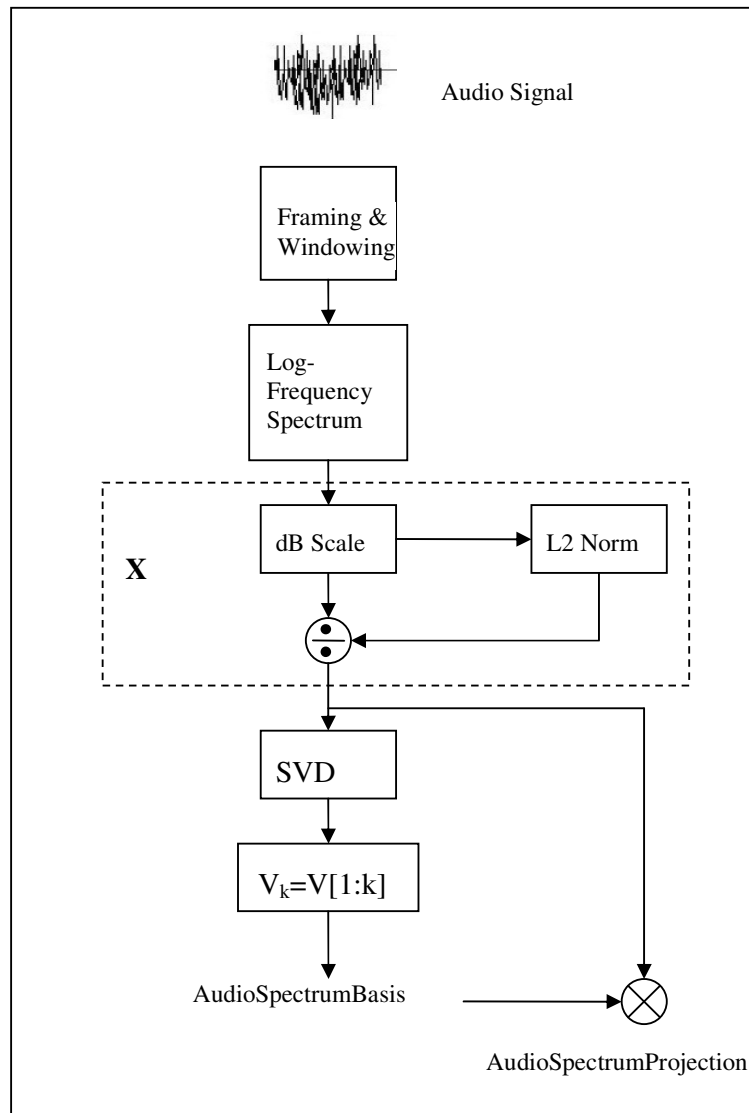 Audio Signal
Framing &
Windowing
Log-
Frequency
Spectrum
dB Scale
L2 Norm
X
SVD
Vₖ=V[1:k]
AudioSpectrumBasis
AudioSpectrumProjection